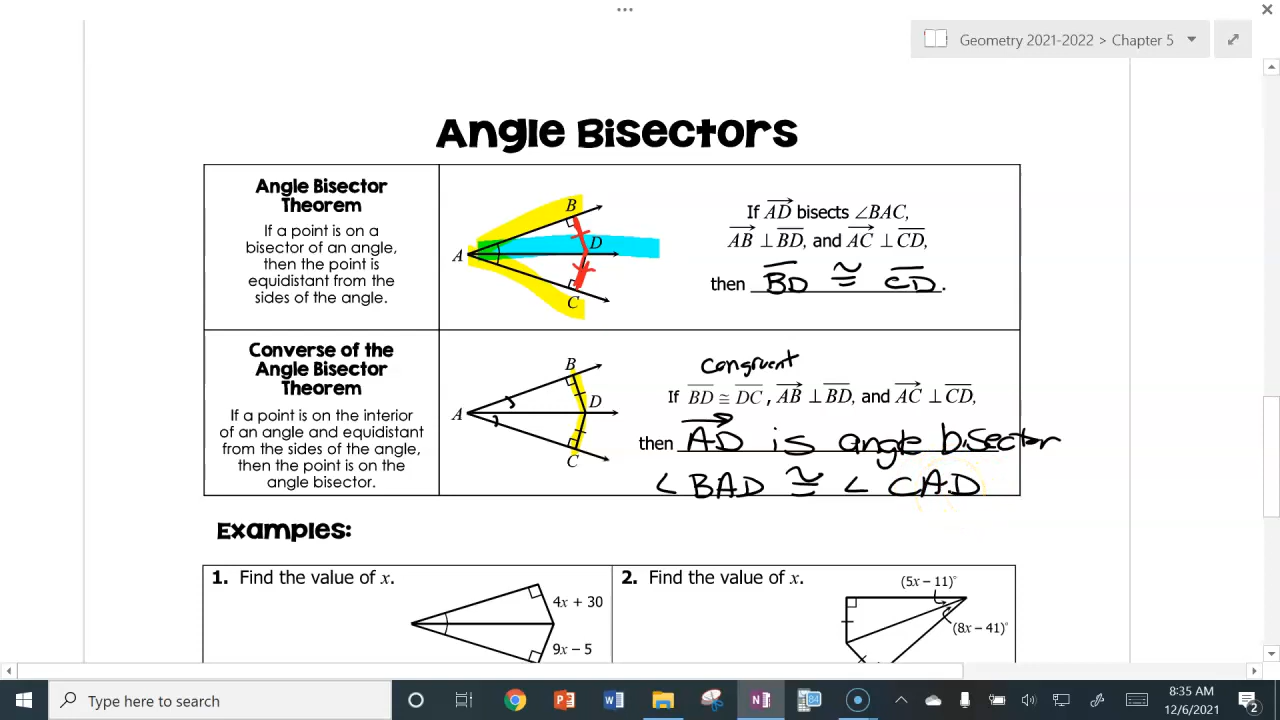 Geometry 2021-2022 > Chapter 5
Angle Bisectors
Angle Bisector
Theorem
If a point is on a
bisector of an angle,
then the point is
equidistant from the
sides of the angle.
A
B
D
C
If AD bisects ∠BAC,
AB ⊥ BD, and AC ⊥ CD,
then BD ≅ CD.
Converse of the
Angle Bisector
Theorem
If a point is on the interior
of an angle and equidistant
from the sides of the angle,
then the point is on the
angle bisector.
A
B
D
C
congruent
If BD ≅ DC, AB ⊥ BD, and AC ⊥ CD,
then AD is angle bisector
∠ BAD ≅ ∠ CAD
Examples:
1. Find the value of x.
4x + 30
9x – 5
2. Find the value of x.
(5x – 11)°
(8x – 41)°
Type here to search
8:35 AM
12/6/2021
2